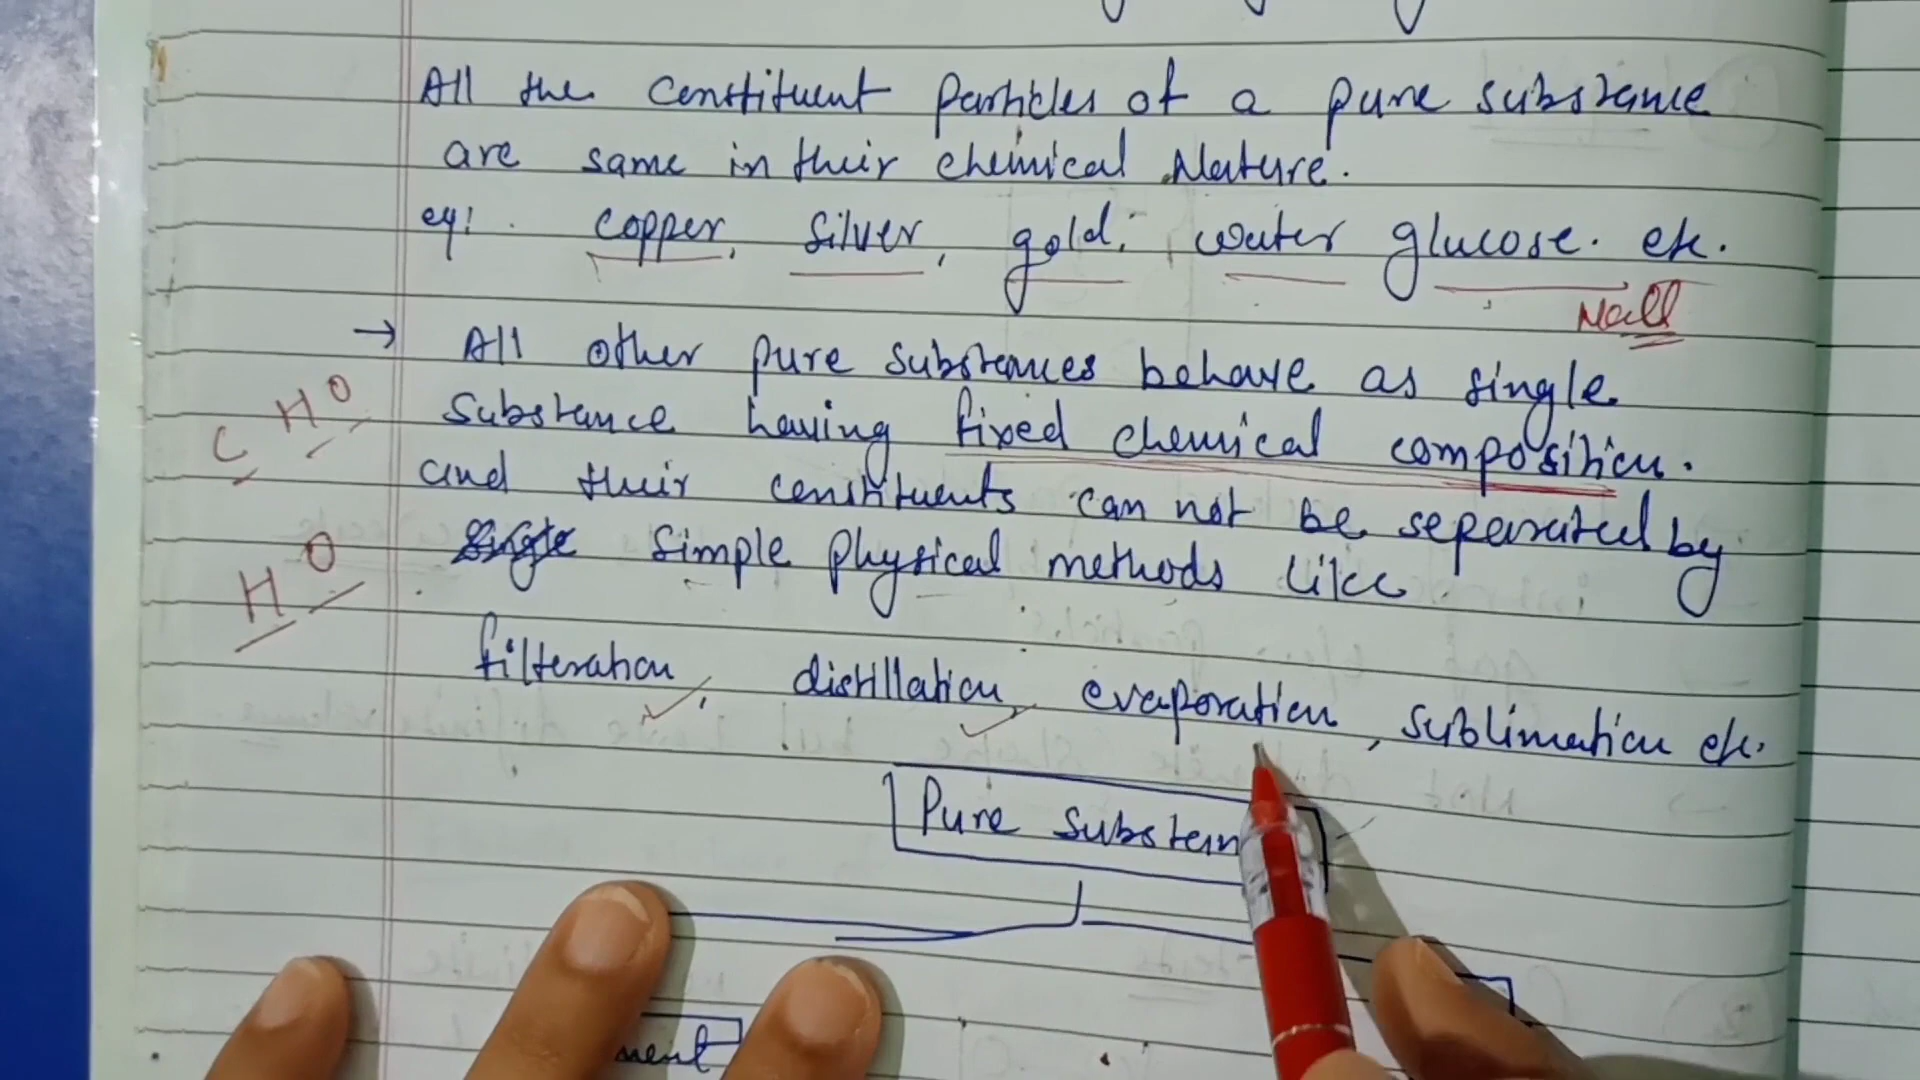 All the constituent Particles of a pure substance
are same in their chemical Nature.
eg: copper, silver, gold, water glucose. etc.
Nacl
→ All other pure substances behave as single
substance having fixed chemical composition.
C H O
and their constituents can not be separated by
simple physical methods like
H O
filteration, distillation, evaporation, sublimation etc.
Pure Substan
ment